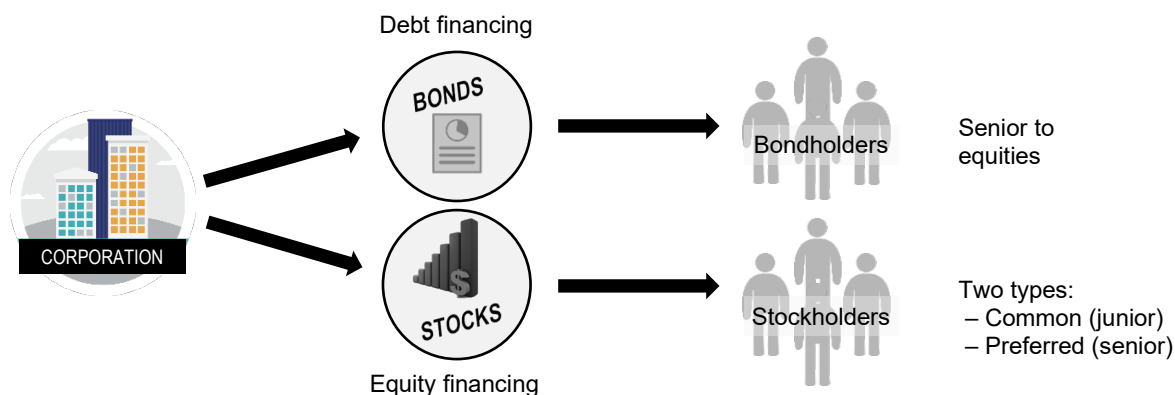 Debt financing
BONDS
Bondholders
Senior to
equities
CORPORATION
$
STOCKS
Stockholders
Two types:
– Common (junior)
– Preferred (senior)
Equity financing